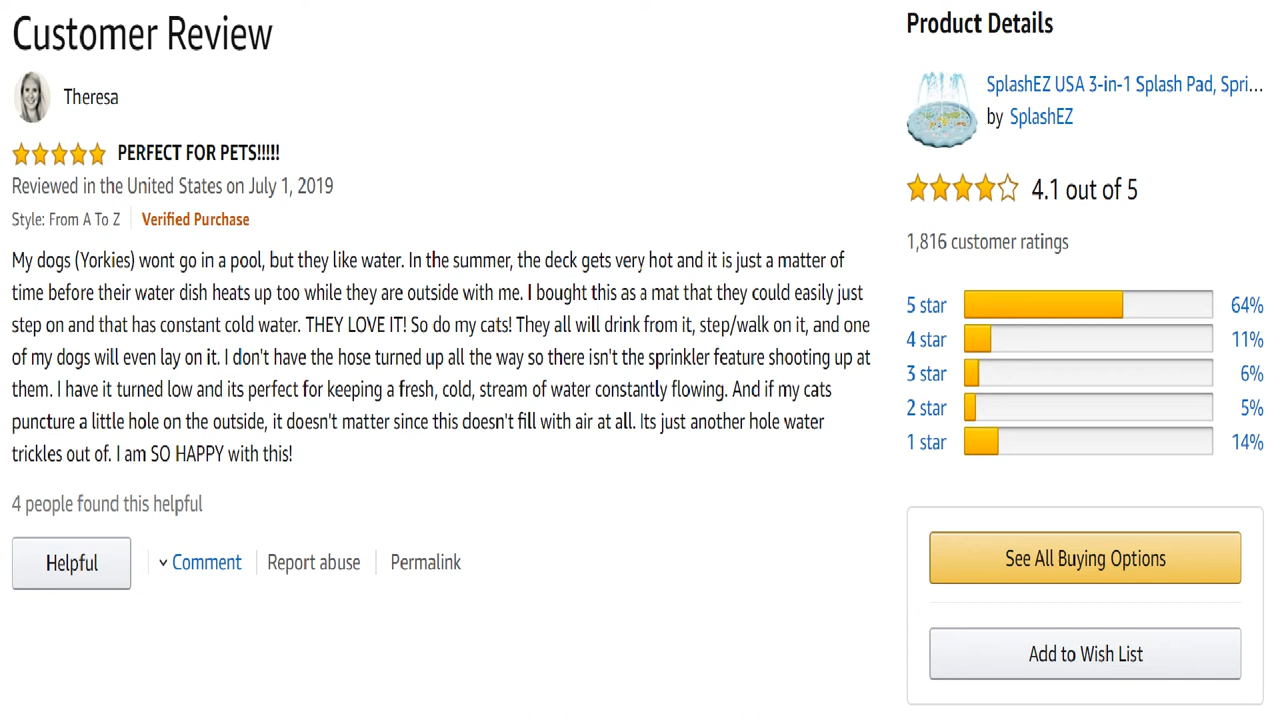 Customer Review
Theresa
PERFECT FOR PETS!!!!!
Reviewed in the United States on July 1, 2019
Style: From A To Z
Verified Purchase
My dogs (Yorkies) wont go in a pool, but they like water. In the summer, the deck gets very hot and it is just a matter of
time before their water dish heats up too while they are outside with me. I bought this as a mat that they could easily just
step on and that has constant cold water. THEY LOVE IT! So do my cats! They all will drink from it, step/walk on it, and one
of my dogs will even lay on it. I don't have the hose turned up all the way so there isn't the sprinkler feature shooting up at
them. I have it turned low and its perfect for keeping a fresh, cold, stream of water constantly flowing. And if my cats
puncture a little hole on the outside, it doesn't matter since this doesn't fill with air at all. Its just another hole water
trickles out of. I am SO HAPPY with this!
4 people found this helpful
Helpful
Comment
Report abuse
Permalink
Product Details
SplashEZ USA 3-in-1 Splash Pad, Spri...
by SplashEZ
4.1 out of 5
1,816 customer ratings
5 star 64%
4 star 11%
3 star 6%
2 star 5%
1 star 14%
See All Buying Options
Add to Wish List